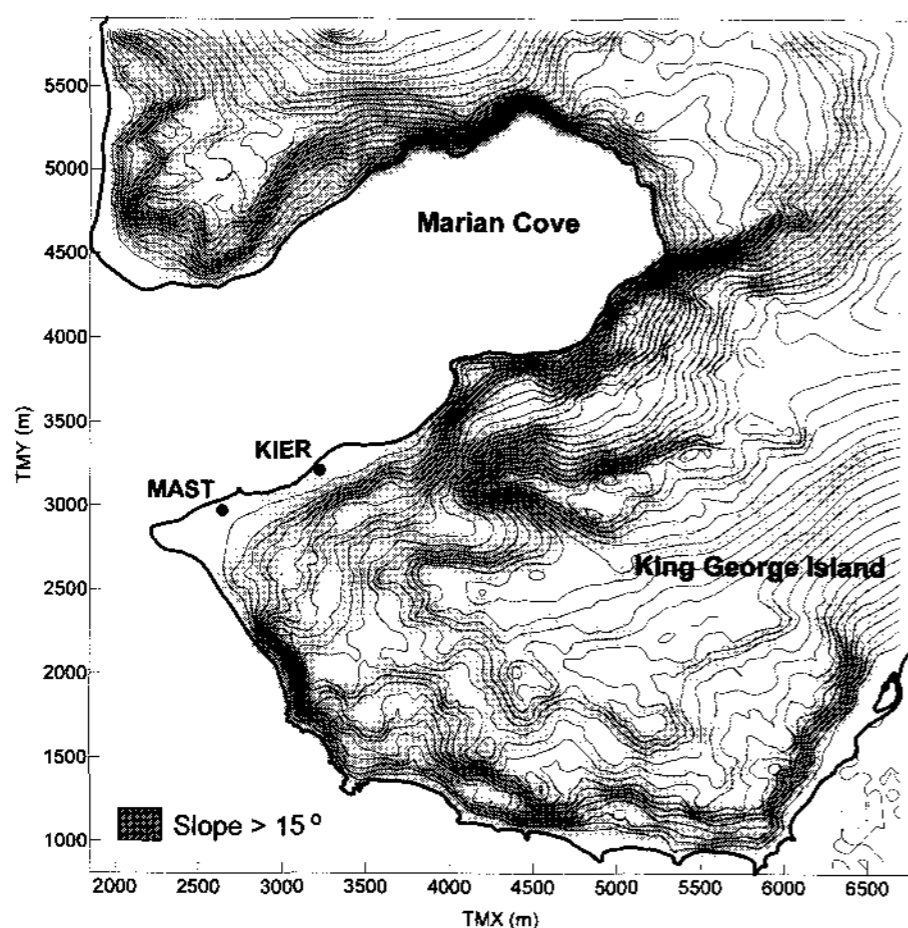 5500
5000
Marian Cove
4500
4000
TMY (m)
3500
KIER
MAST
3000
King George Island
2500
2000
1500
Slope > 15 º
1000
2000 2500 3000 3500 4000 4500 5000 5500 6000 6500
TMX (m)